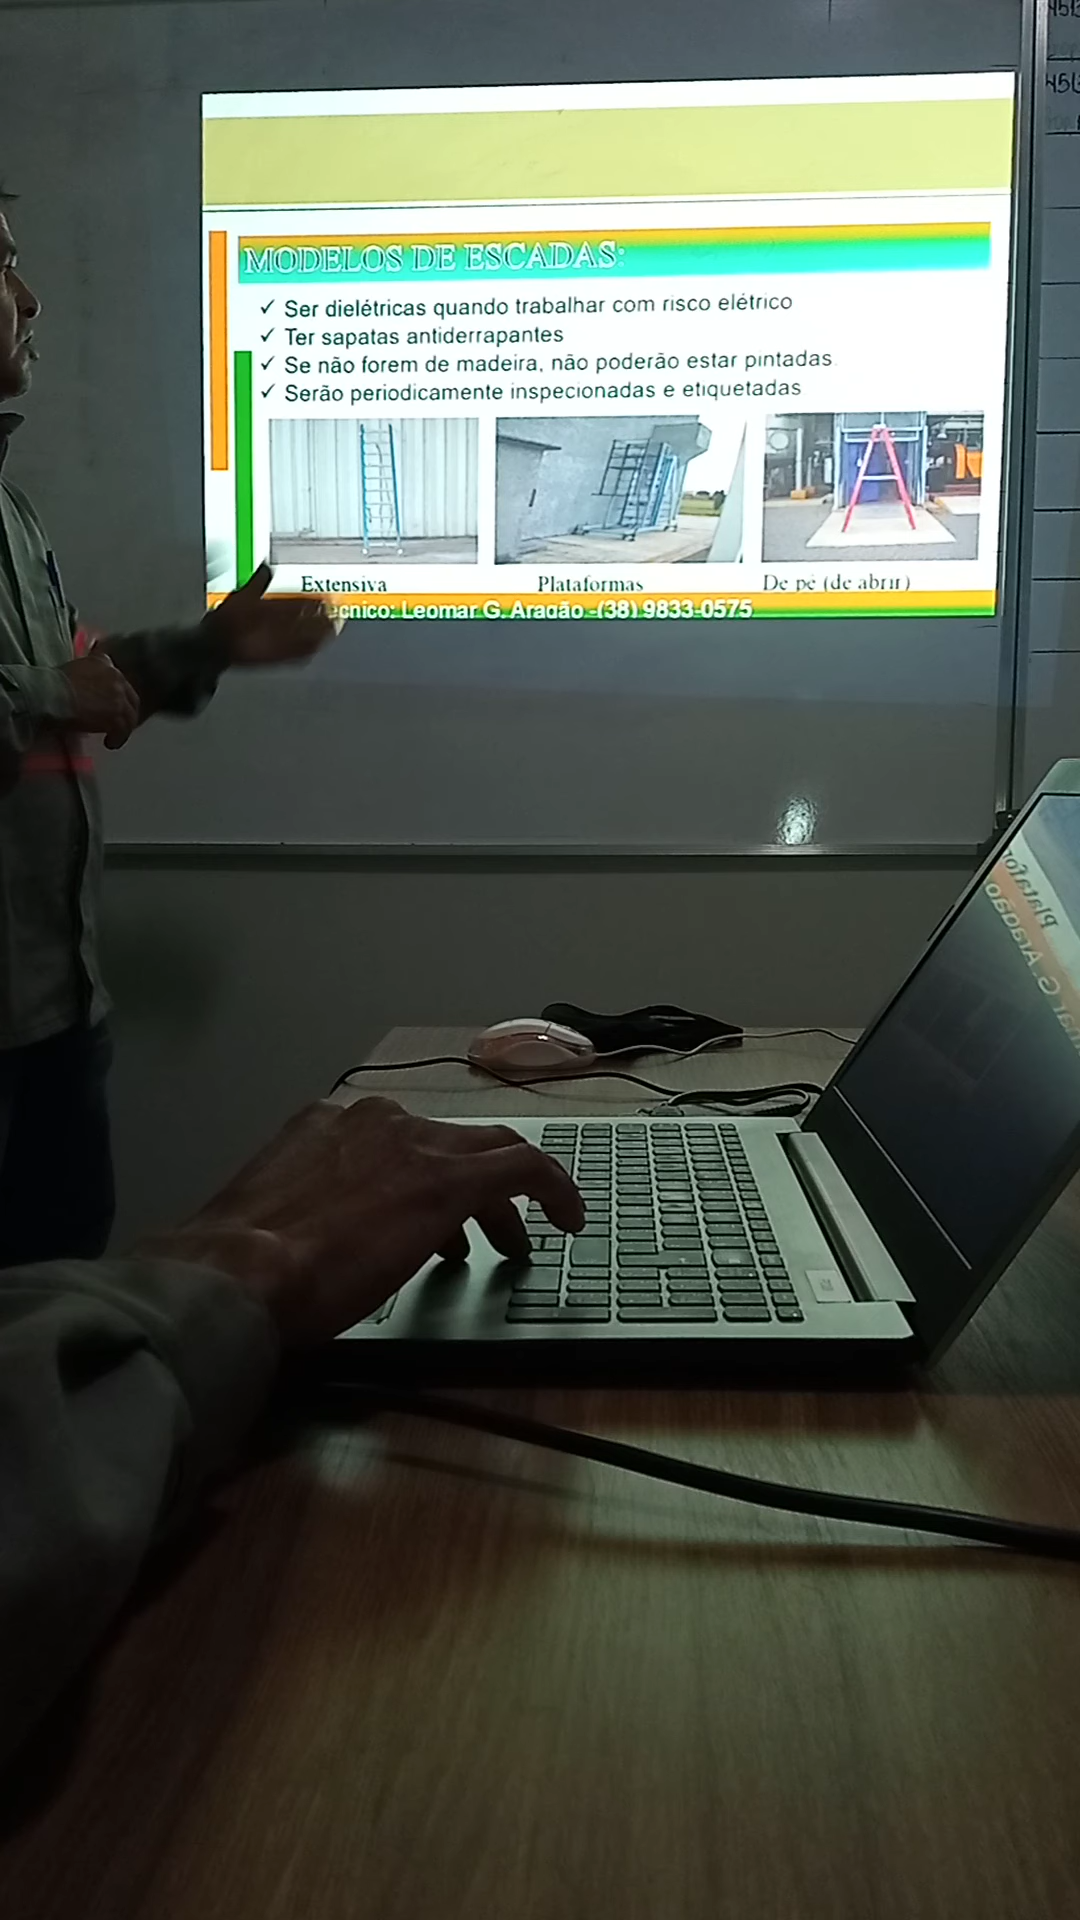 MODELOS DE ESCADAS:
✓ Ser dielétricas quando trabalhar com risco elétrico
✓ Ter sapatas antiderrapantes
✓ Se não forem de madeira, não poderão estar pintadas
✓ Serão periodicamente inspecionadas e etiquetadas
Extensiva Plataformas De pé (de abrir)
Leomar G. Aragão -(38) 9833-0575